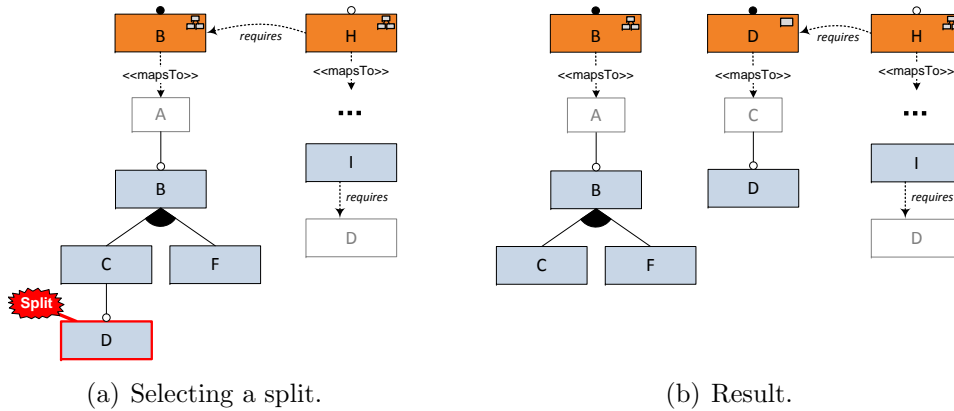 B
requires
H
<<mapsTo>>
<<mapsTo>>
A
...
I
B
requires
D
C
F
Split
D
(a) Selecting a split.
B
D
requires
H
<<mapsTo>>
<<mapsTo>>
<<mapsTo>>
A
C
...
I
B
D
requires
D
C
F
(b) Result.